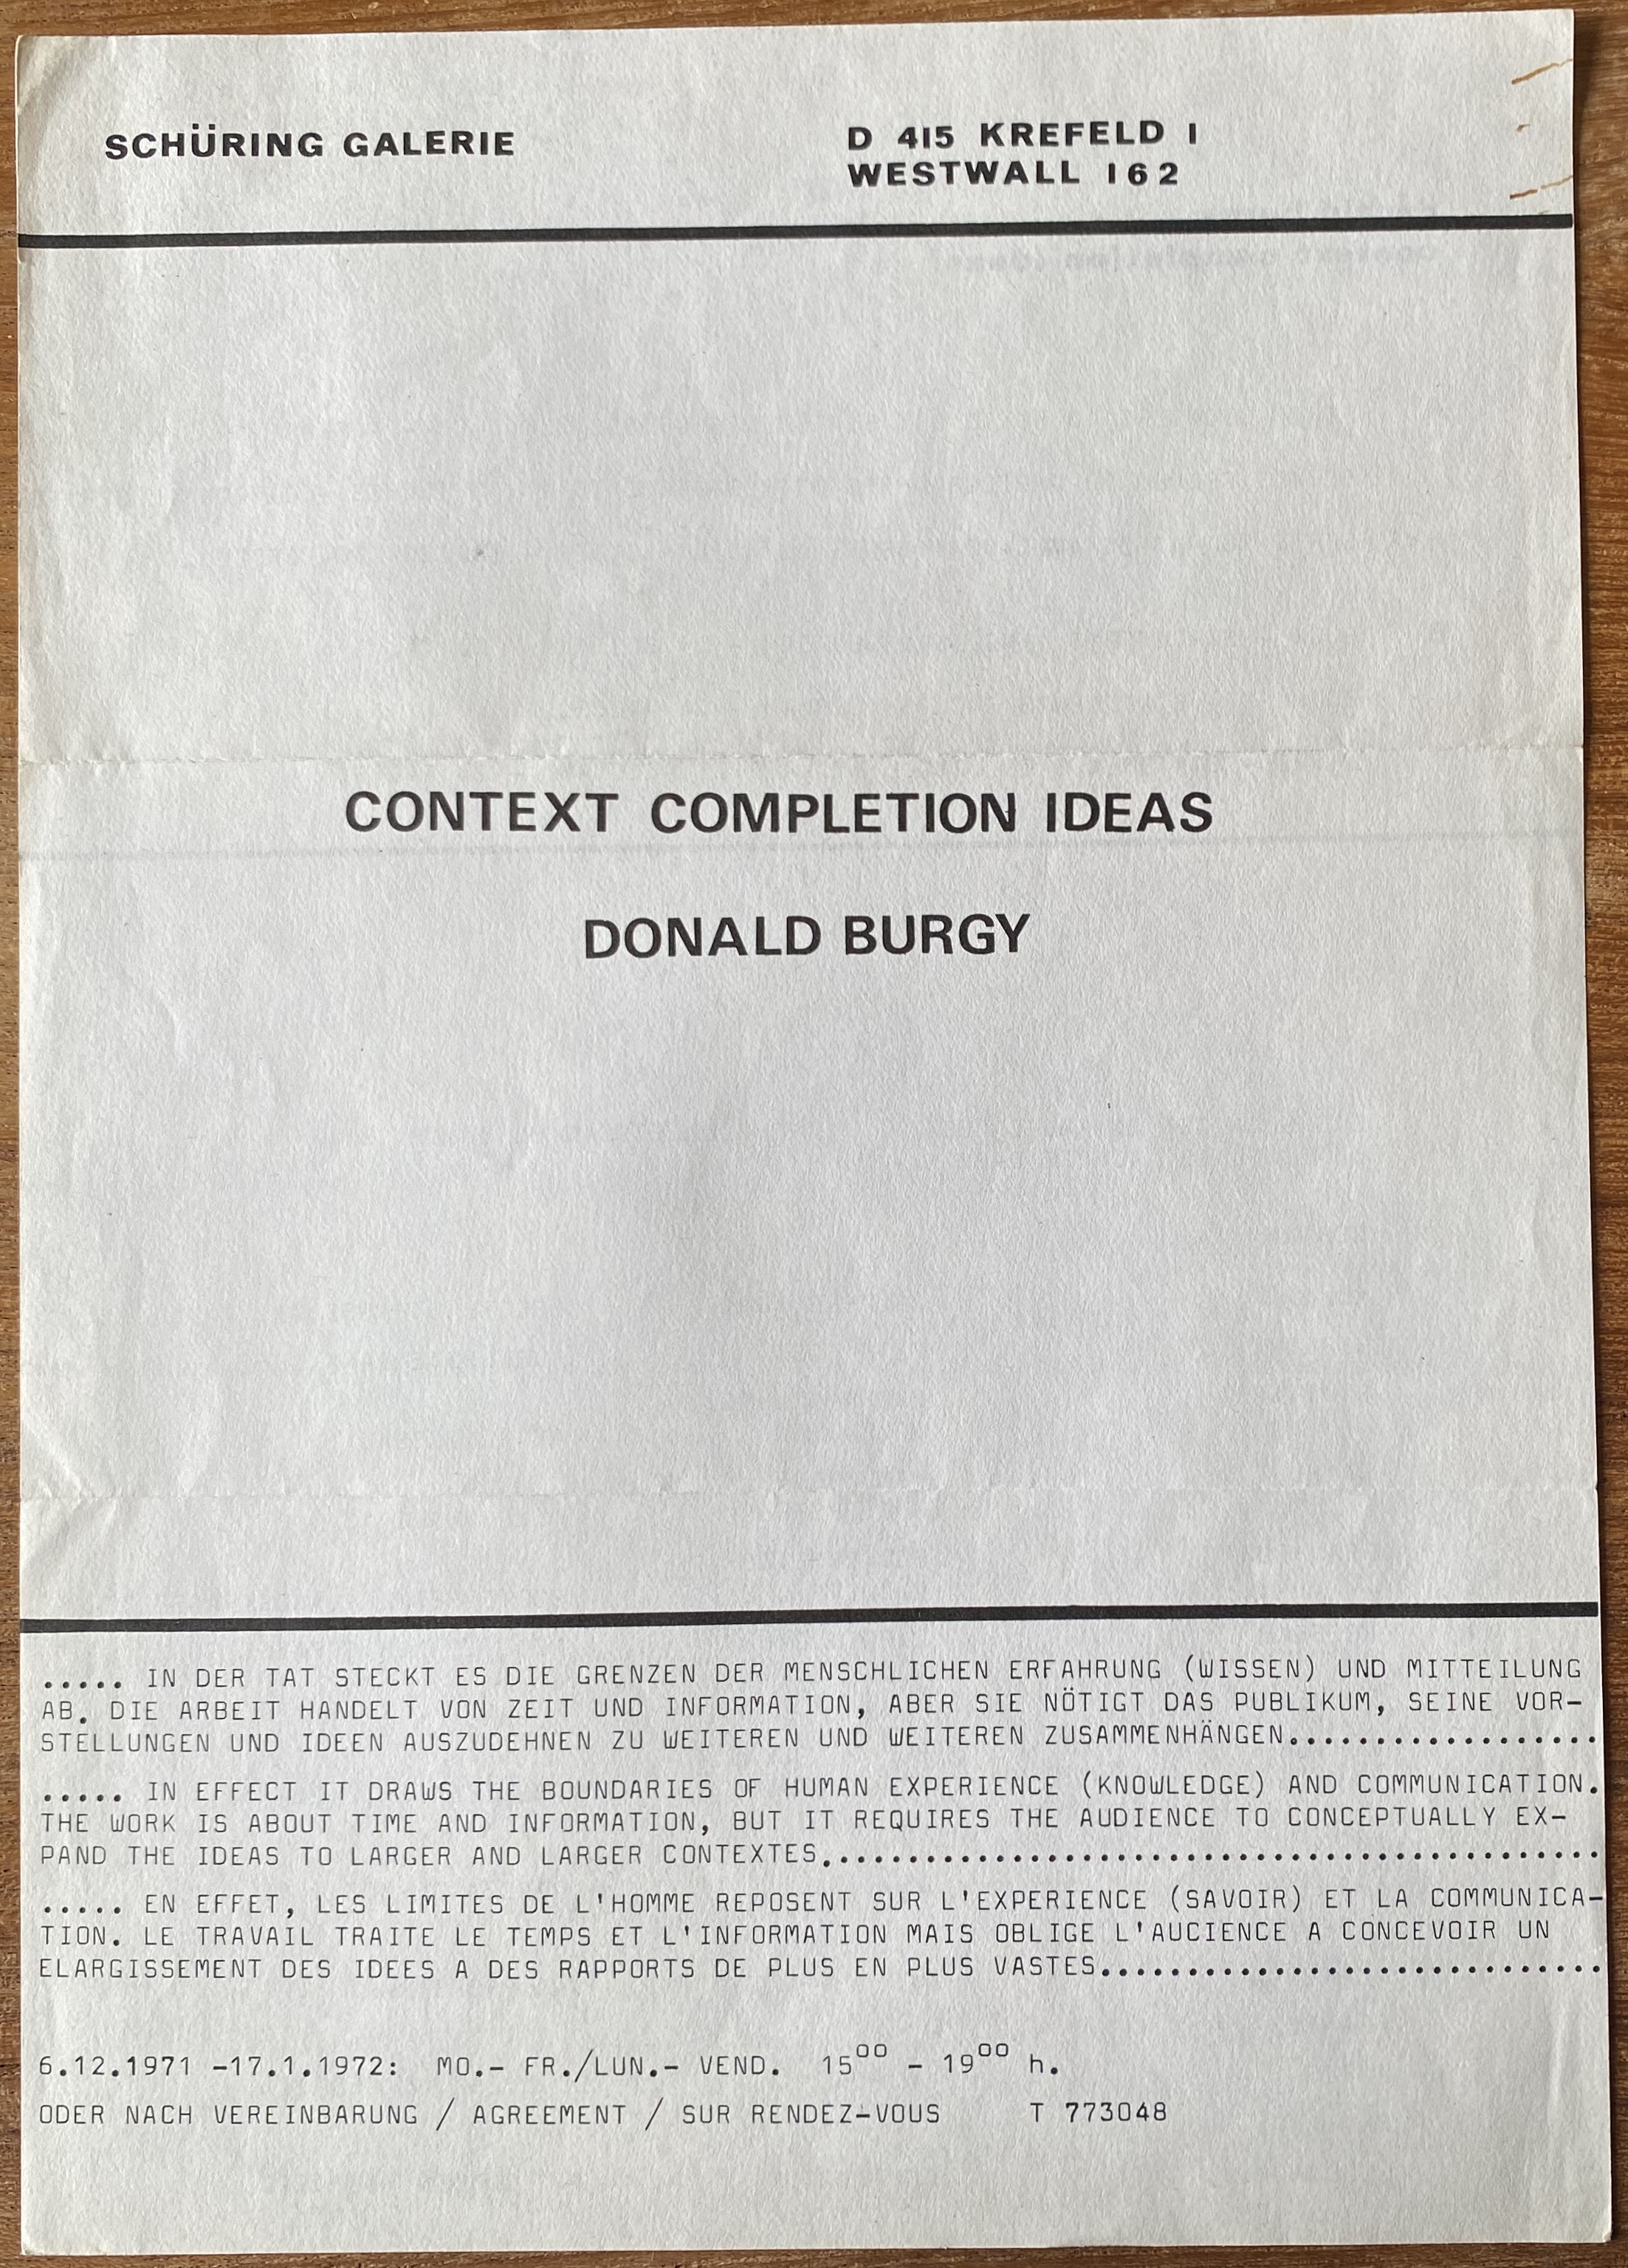 SCHÜRING GALERIE
D 415 KREFELD 1
WESTWALL 162
CONTEXT COMPLETION IDEAS
DONALD BURGY
..... IN DER TAT STECKT ES DIE GRENZEN DER MENSCHLICHEN ERFAHRUNG (WISSEN) UND MITTEILUNG
AB. DIE ARBEIT HANDELT VON ZEIT UND INFORMATION, ABER SIE NÖTIGT DAS PUBLIKUM, SEINE VOR-
STELLUNGEN UND IDEEN AUSZUDEHNEN ZU WEITEREN UND WEITEREN ZUSAMMENHÄNGEN..................
..... IN EFFECT IT DRAWS THE BOUNDARIES OF HUMAN EXPERIENCE (KNOWLEDGE) AND COMMUNICATION.
THE WORK IS ABOUT TIME AND INFORMATION, BUT IT REQUIRES THE AUDIENCE TO CONCEPTUALLY EX-
PAND THE IDEAS TO LARGER AND LARGER CONTEXTES.............................................
..... EN EFFET, LES LIMITES DE L'HOMME REPOSENT SUR L'EXPERIENCE (SAVOIR) ET LA COMMUNICA-
TION. LE TRAVAIL TRAITE LE TEMPS ET L'INFORMATION MAIS OBLIGE L'AUCIENCE A CONCEVOIR UN
ELARGISSEMENT DES IDEES A DES RAPPORTS DE PLUS EN PLUS VASTES.............................
6.12.1971 -17.1.1972: MO.- FR./LUN.- VEND. 15⁰⁰ - 19⁰⁰ h.
ODER NACH VEREINBARUNG / AGREEMENT / SUR RENDEZ-VOUS T 773048